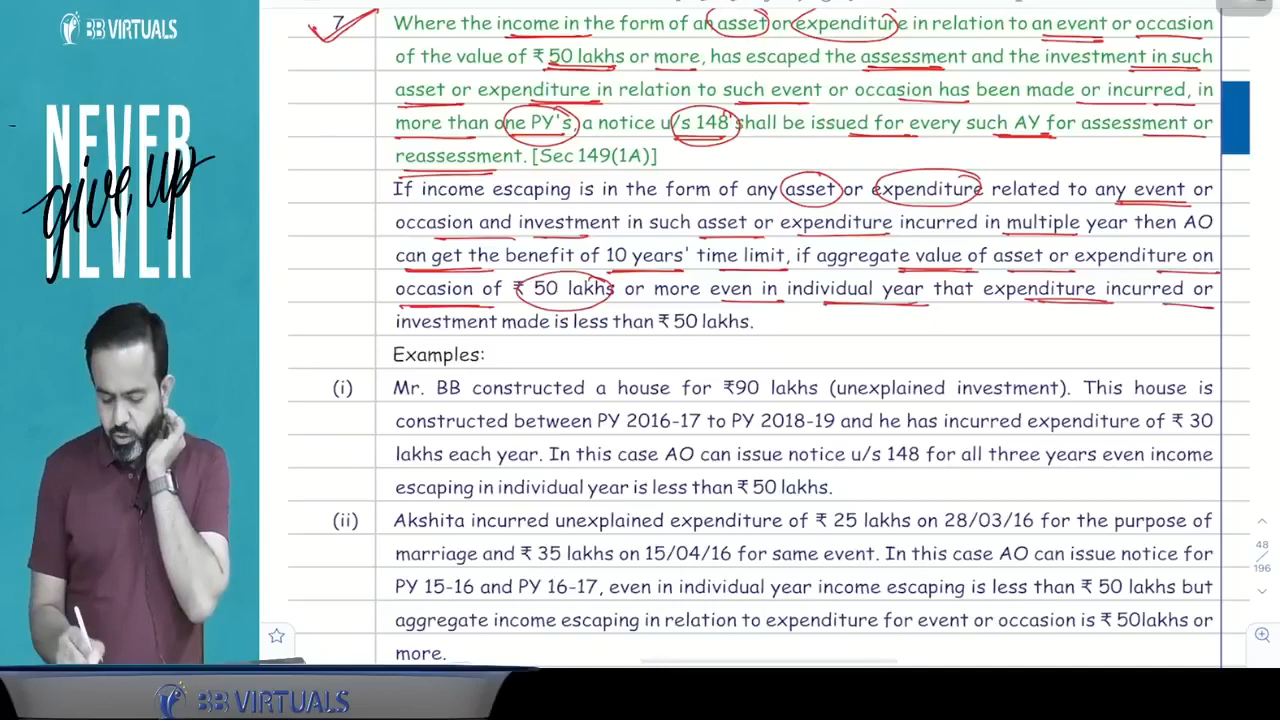 BB VIRTUALS
NEVER
give up
NEVER
7
Where the income in the form of an asset or expenditure in relation to an event or occasion
of the value of ₹ 50 lakhs or more, has escaped the assessment and the investment in such
asset or expenditure in relation to such event or occasion has been made or incurred, in
more than one PY's, a notice u/s 148 shall be issued for every such AY for assessment or
reassessment. [Sec 149(1A)]
If income escaping is in the form of any asset or expenditure related to any event or
occasion and investment in such asset or expenditure incurred in multiple year then AO
can get the benefit of 10 years' time limit, if aggregate value of asset or expenditure on
occasion of ₹ 50 lakhs or more even in individual year that expenditure incurred or
investment made is less than ₹ 50 lakhs.
Examples:
(i) Mr. BB constructed a house for ₹90 lakhs (unexplained investment). This house is
constructed between PY 2016-17 to PY 2018-19 and he has incurred expenditure of ₹ 30
lakhs each year. In this case AO can issue notice u/s 148 for all three years even income
escaping in individual year is less than ₹ 50 lakhs.
(ii) Akshita incurred unexplained expenditure of ₹ 25 lakhs on 28/03/16 for the purpose of
marriage and ₹ 35 lakhs on 15/04/16 for same event. In this case AO can issue notice for
PY 15-16 and PY 16-17, even in individual year income escaping is less than ₹ 50 lakhs but
aggregate income escaping in relation to expenditure for event or occasion is ₹ 50lakhs or
more.
48
196
BB VIRTUALS